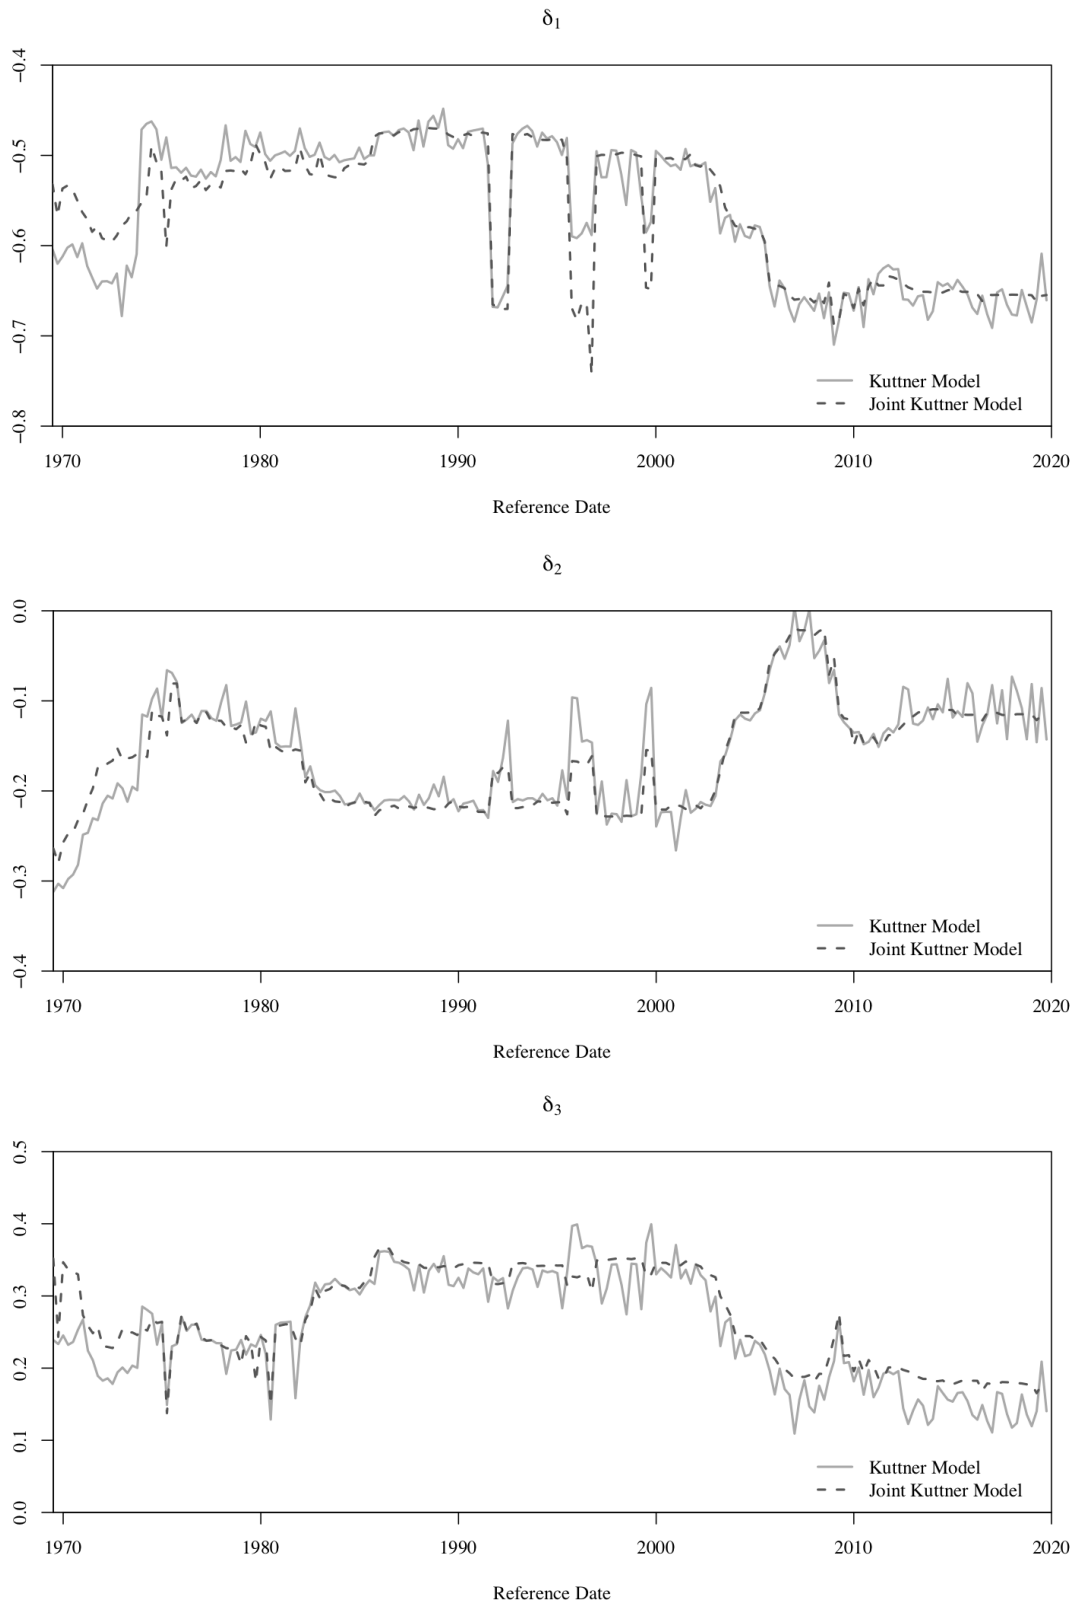 δ1
−0.4
−0.5
−0.6
−0.7
−0.8
Kuttner Model
Joint Kuttner Model
1970 1980 1990 2000 2010 2020
Reference Date
δ2
0.0
−0.1
−0.2
−0.3
−0.4
Kuttner Model
Joint Kuttner Model
1970 1980 1990 2000 2010 2020
Reference Date
δ3
0.5
0.4
0.3
0.2
0.1
0.0
Kuttner Model
Joint Kuttner Model
1970 1980 1990 2000 2010 2020
Reference Date